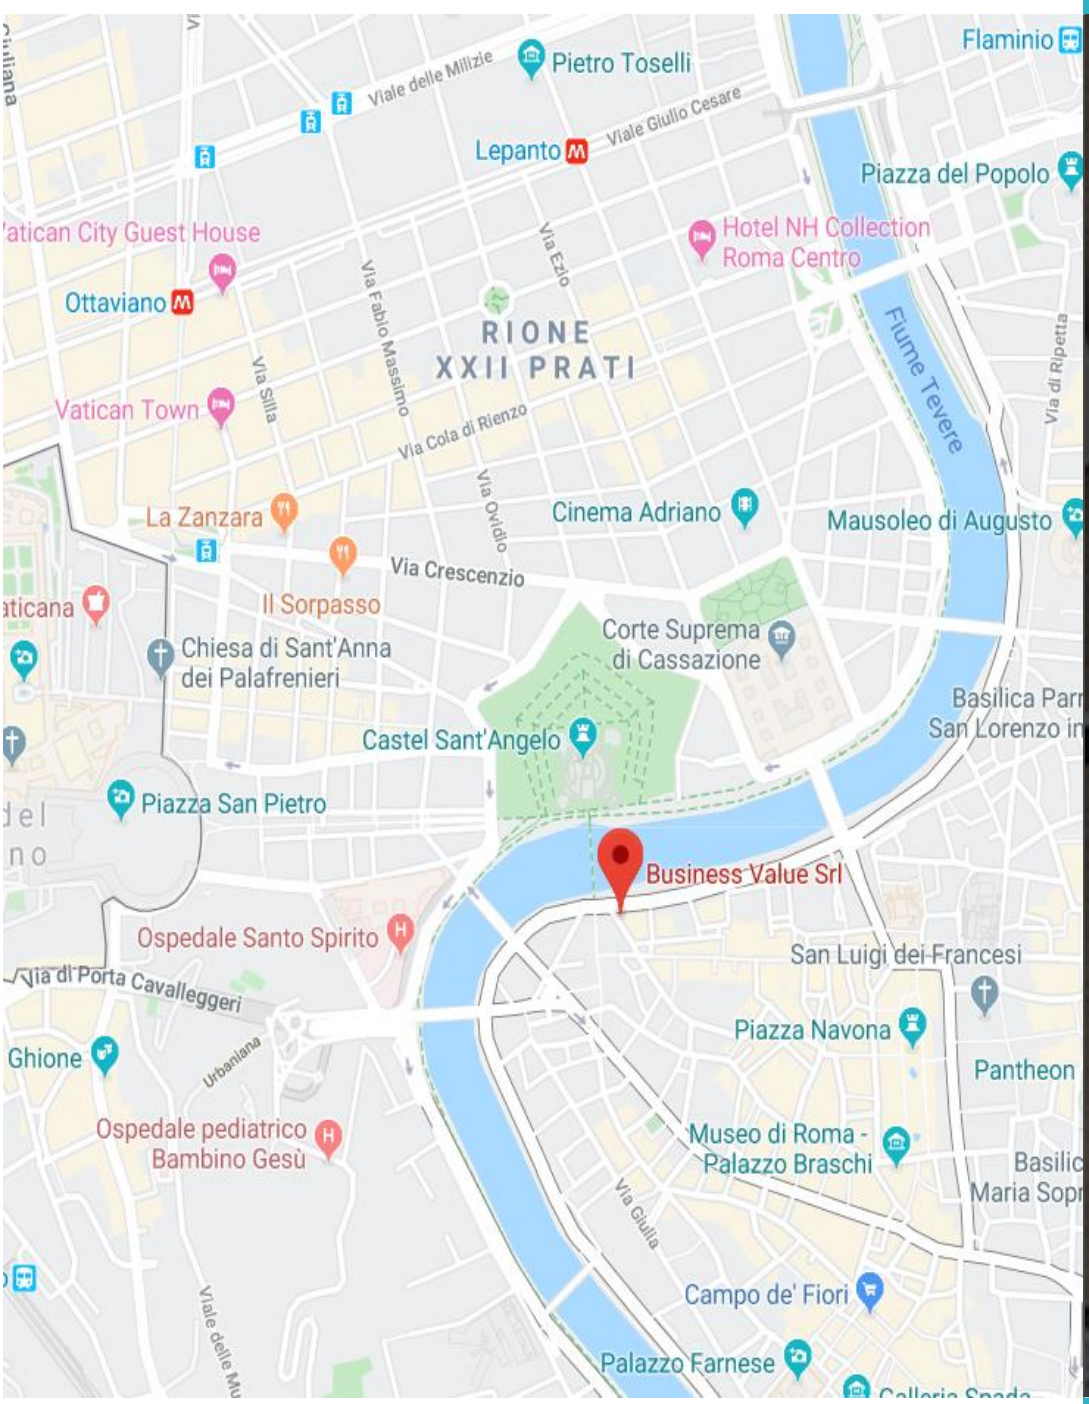 Giuliana
Flaminio
Pietro Toselli
Viale delle Milizie
Viale Giulio Cesare
Lepanto
Piazza del Popolo
atican City Guest House
Hotel NH Collection
Roma Centro
Via Ezio
Ottaviano
Via Fabio Massimo
RIONE
XXII PRATI
Fiume Tevere
Via di Ripetta
Via Silla
Vatican Town
Via Cola di Rienzo
Via Ovidio
La Zanzara
Cinema Adriano
Mausoleo di Augusto
Via Crescenzio
Il Sorpasso
aticana
Corte Suprema
di Cassazione
Chiesa di Sant'Anna
dei Palafrenieri
Basilica Parr
San Lorenzo in
Castel Sant'Angelo
Piazza San Pietro
del
no
Business Value Srl
Ospedale Santo Spirito
San Luigi dei Francesi
Via di Porta Cavalleggeri
Piazza Navona
Ghione
Urbaniana
Pantheon
Ospedale pediatrico
Bambino Gesù
Museo di Roma -
Palazzo Braschi
Basilic
Maria Sopr
Via Giulia
Campo de' Fiori
Viale delle Mu
Palazzo Farnese
Galleria Spada